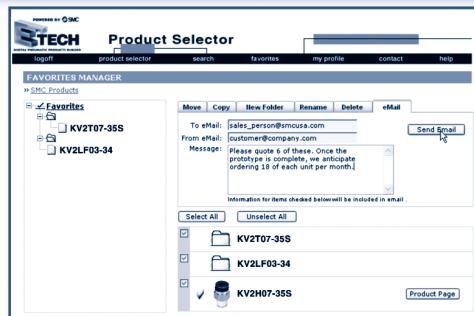 POWERED BY SMC
ETECH
DIGITAL PNEUMATIC PRODUCTS BUREAU
Product Selector
logoff product selector search favorites my profile contact help
FAVORITES MANAGER
» SMC Products
Favorites
KV2T07-35S
KV2LF03-34
Move Copy New Folder Rename Delete eMail
To eMail: sales_person@smcusa.com
Send Email
From eMail: customer@company.com
Message: Please quote 6 of these. Once the
prototype is complete, we anticipate
ordering 18 of each unit per month.
Information for items checked below will be included in email .
Select All Unselect All
KV2T07-35S
KV2LF03-34
KV2H07-35S
Product Page